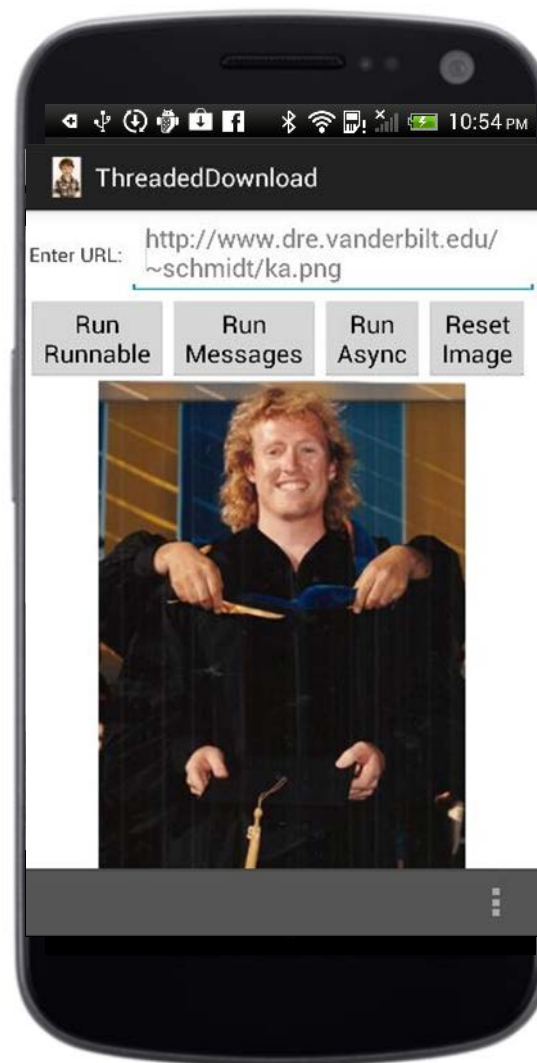 10:54 PM
ThreadedDownload
Enter URL:
http://www.dre.vanderbilt.edu/
~schmidt/ka.png
Run
Runnable
Run
Messages
Run
Async
Reset
Image